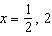 x = 1/2, 2